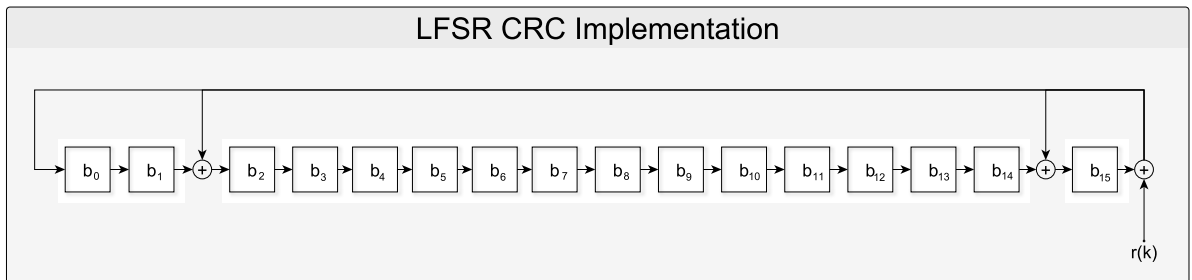 LFSR CRC Implementation
b0 b1 + b2 b3 b4 b5 b6 b7 b8 b9 b10 b11 b12 b13 b14 + b15 +
r(k)